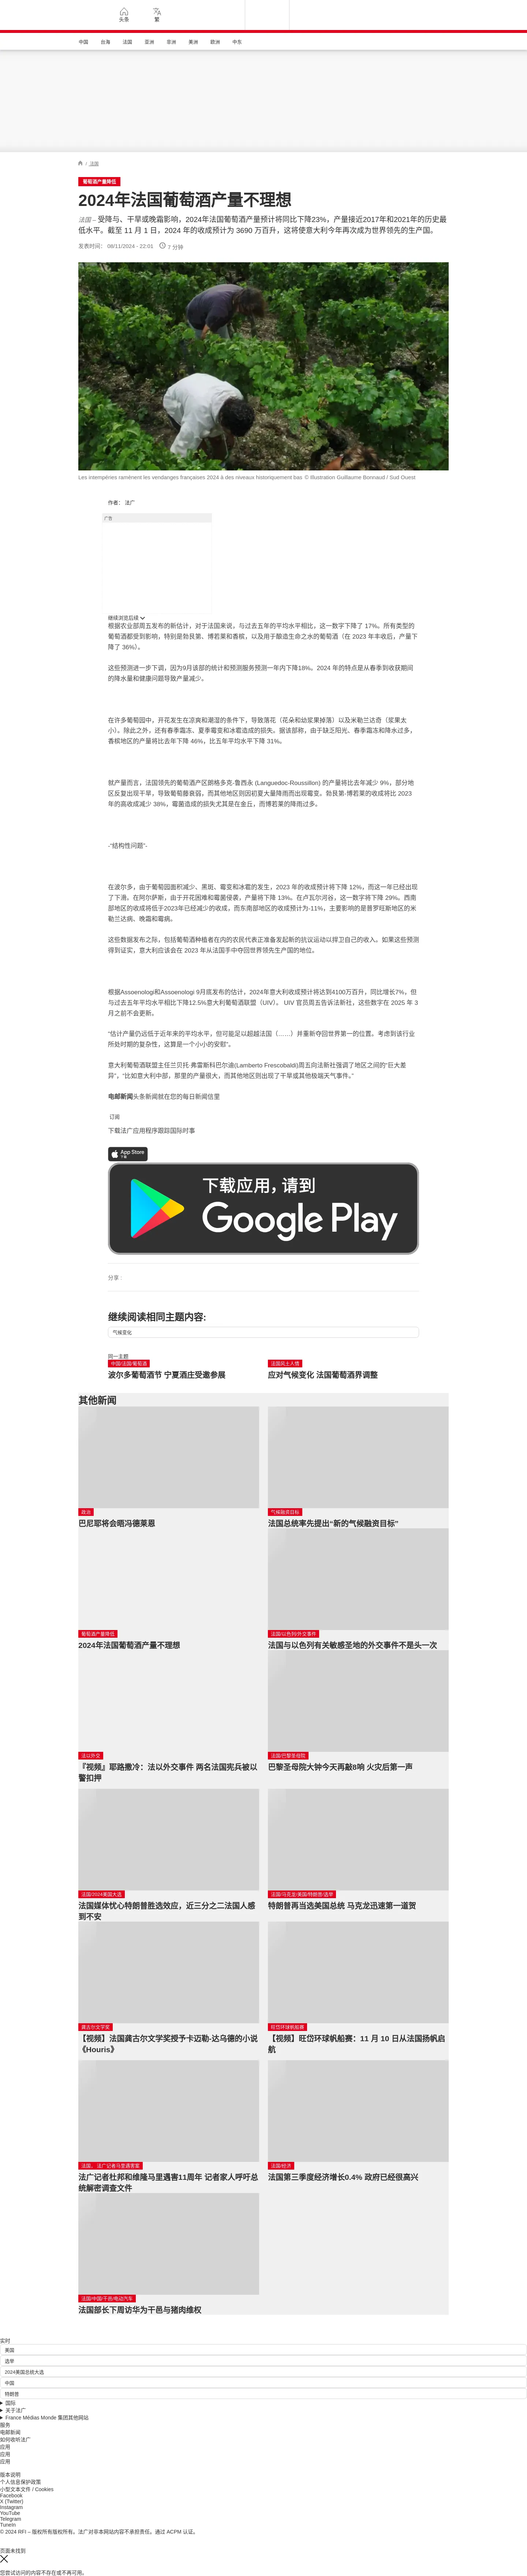 头条
繁
中国
台海
法国
亚洲
非洲
美洲
欧洲
中东
/ 法国
葡萄酒产量降低
2024年法国葡萄酒产量不理想
法国 – 受降与、干旱或晚霜影响，2024年法国葡萄酒产量预计将同比下降23%，产量接近2017年和2021年的历史最
低水平。截至 11 月 1 日，2024 年的收成预计为 3690 万百升，这将使意大利今年再次成为世界领先的生产国。
发表时间： 08/11/2024 - 22:01 7 分钟
Les intempéries ramènent les vendanges françaises 2024 à des niveaux historiquement bas © Illustration Guillaume Bonnaud / Sud Ouest
作者： 法广
广告
继续浏览后续
根据农业部周五发布的新估计，对于法国来说，与过去五年的平均水平相比，这一数字下降了 17%。所有类型的
葡萄酒都受到影响，特别是勃艮第、博若莱和香槟，以及用于酿造生命之水的葡萄酒（在 2023 年丰收后，产量下
降了 36%）。
这些预测进一步下调，因为9月该部的统计和预测服务预测一年内下降18%。2024 年的特点是从春季到收获期间
的降水量和健康问题导致产量减少。
在许多葡萄园中，开花发生在凉爽和潮湿的条件下，导致落花（花朵和幼浆果掉落）以及米勒兰达奇（浆果太
小）。除此之外，还有春季霜冻、夏季霉变和冰雹造成的损失。据该部称，由于缺乏阳光、春季霜冻和降水过多，
香槟地区的产量将比去年下降 46%，比五年平均水平下降 31%。
就产量而言，法国领先的葡萄酒产区朗格多克-鲁西永 (Languedoc-Roussillon) 的产量将比去年减少 9%，部分地
区反复出现干旱，导致葡萄藤衰弱，而其他地区则因初夏大量降雨而出现霉变。勃艮第-博若莱的收成将比 2023
年的高收成减少 38%，霉菌造成的损失尤其是在金丘，而博若莱的降雨过多。
-“结构性问题”-
在波尔多，由于葡萄园面积减少、黑斑、霉变和冰雹的发生，2023 年的收成预计将下降 12%，而这一年已经出现
了下滑。在阿尔萨斯，由于开花困难和霉菌侵袭，产量将下降 13%。在卢瓦尔河谷，这一数字将下降 29%。西南
部地区的收成将低于2023年已经减少的收成，而东南部地区的收成预计为-11%，主要影响的是普罗旺斯地区的米
勒兰达病、晚霜和霉病。
这些数据发布之际，包括葡萄酒种植者在内的农民代表正准备发起新的抗议运动以捍卫自己的收入。如果这些预测
得到证实，意大利应该会在 2023 年从法国手中夺回世界领先生产国的地位。
根据Assoenologi和Assoenologi 9月底发布的估计，2024年意大利收成预计将达到4100万百升，同比增长7%，但
与过去五年平均水平相比下降12.5%意大利葡萄酒联盟（UIV）。 UIV 官员周五告诉法新社，这些数字在 2025 年 3
月之前不会更新。
“估计产量仍远低于近年来的平均水平，但可能足以超越法国（……）并重新夺回世界第一的位置。考虑到该行业
所处时期的复杂性，这算是一个小小的安慰”。
意大利葡萄酒联盟主任兰贝托·弗雷斯科巴尔迪(Lamberto Frescobaldi)周五向法新社强调了地区之间的“巨大差
异”，“比如意大利中部，那里的产量很大，而其他地区则出现了干旱或其他极端天气事件。”
电邮新闻头条新闻就在您的每日新闻信里
订阅
下载法广应用程序跟踪国际时事
App Store
下载
下载应用，请到
Google Play
分享 :
继续阅读相同主题内容:
气候变化
同一主题
中国/法国/葡萄酒
波尔多葡萄酒节 宁夏酒庄受邀参展
法国风土人情
应对气候变化 法国葡萄酒界调整
其他新闻
政治
巴尼耶将会晤冯德莱恩
气候融资目标
法国总统率先提出“新的气候融资目标”
葡萄酒产量降低
2024年法国葡萄酒产量不理想
法国/以色列/外交事件
法国与以色列有关敏感圣地的外交事件不是头一次
法以外交
『视频』耶路撒冷：法以外交事件 两名法国宪兵被以
警扣押
法国/巴黎圣母院
巴黎圣母院大钟今天再敲8响 火灾后第一声
法国/2024美国大选
法国媒体忧心特朗普胜选效应，近三分之二法国人感
到不安
法国/马克龙/美国/特朗普/选举
特朗普再当选美国总统 马克龙迅速第一道贺
龚古尔文学奖
【视频】法国龚古尔文学奖授予卡迈勒-达乌德的小说
《Houris》
旺岱环球帆船赛
【视频】旺岱环球帆船赛：11 月 10 日从法国扬帆启
航
法国、 法广记者马里遇害案
法广记者杜邦和维隆马里遇害11周年 记者家人呼吁总
统解密调查文件
法国/经济
法国第三季度经济增长0.4% 政府已经很高兴
法国/中国/干邑/电动汽车
法国部长下周访华为干邑与猪肉维权
实时
美国
选举
2024美国总统大选
中国
特朗普
国际
关于法广
France Médias Monde 集团其他网站
服务
电邮新闻
如何收听法广
应用
应用
应用
版本说明
个人信息保护政策
小型文本文件 / Cookies
Facebook
X (Twitter)
Instagram
YouTube
Telegram
TuneIn
© 2024 RFI – 版权所有版权所有。法广对非本网站内容不承担责任。通过 ACPM 认证。
页面未找到
您尝试访问的内容不存在或不再可用。